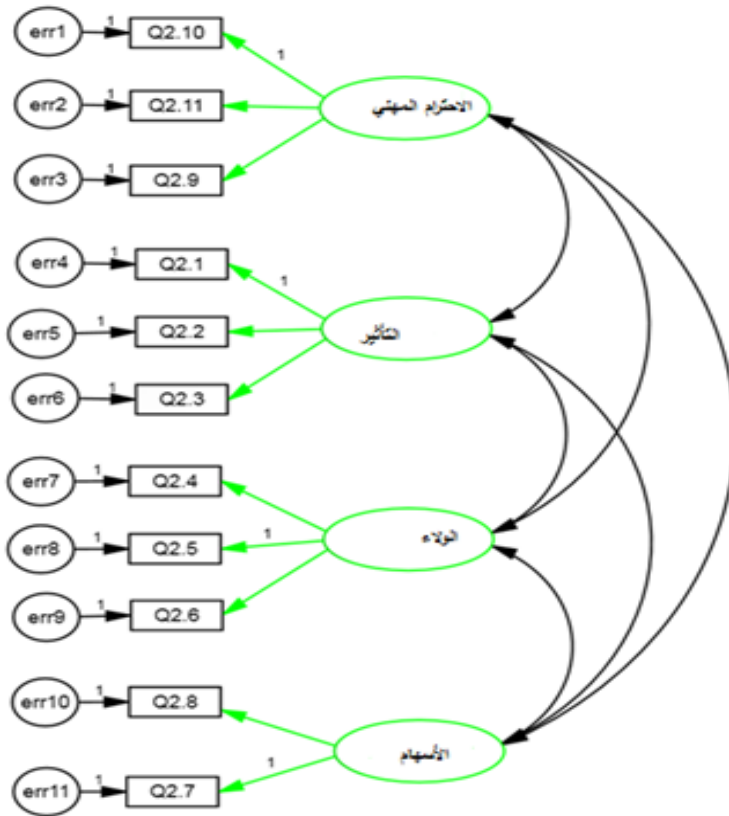 err1 1 Q2.10 1
err2 1 Q2.11 الاحترام المهني
err3 1 Q2.9
err4 1 Q2.1 1
err5 1 Q2.2 التأثير
err6 1 Q2.3
err7 1 Q2.4
err8 1 Q2.5 1 الولاء
err9 1 Q2.6
err10 1 Q2.8
الأسهام
err11 1 Q2.7 1